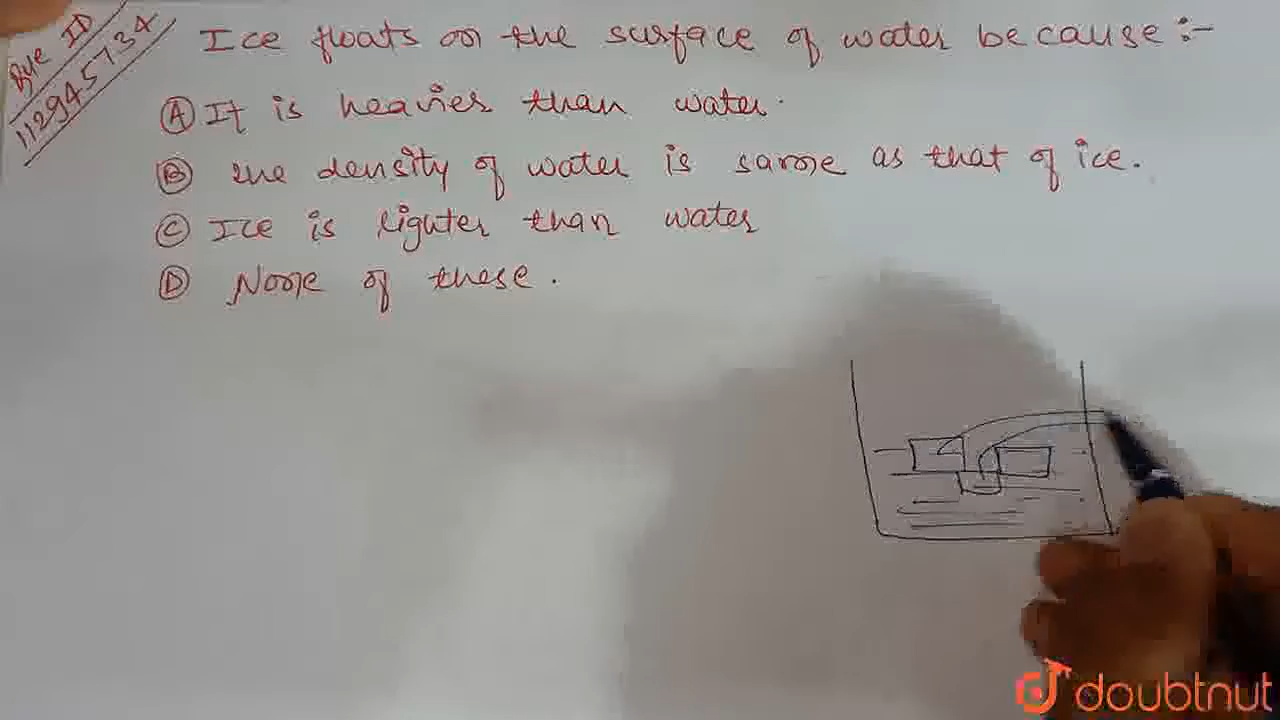 Que ID
112945734
Ice floats on the surface of water because :-
(A) It is heavier than water.
(B) the density of water is same as that of ice.
(C) Ice is lighter than water
(D) None of these.
doubtnut